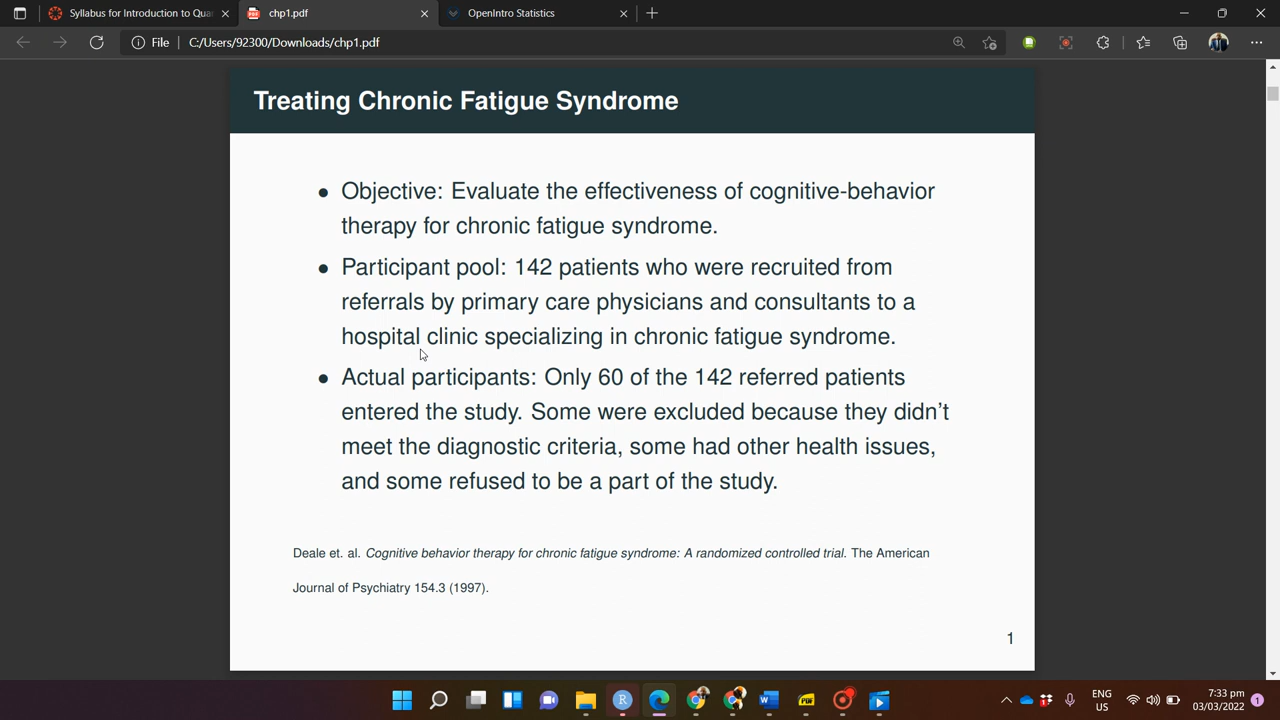 Syllabus for Introduction to Qua
chp1.pdf
OpenIntro Statistics
File
C:/Users/92300/Downloads/chp1.pdf
Treating Chronic Fatigue Syndrome
• Objective: Evaluate the effectiveness of cognitive-behavior
therapy for chronic fatigue syndrome.
• Participant pool: 142 patients who were recruited from
referrals by primary care physicians and consultants to a
hospital clinic specializing in chronic fatigue syndrome.
• Actual participants: Only 60 of the 142 referred patients
entered the study. Some were excluded because they didn't
meet the diagnostic criteria, some had other health issues,
and some refused to be a part of the study.
Deale et. al. Cognitive behavior therapy for chronic fatigue syndrome: A randomized controlled trial. The American
Journal of Psychiatry 154.3 (1997).
1
ENG
US
7:33 pm
03/03/2022
1